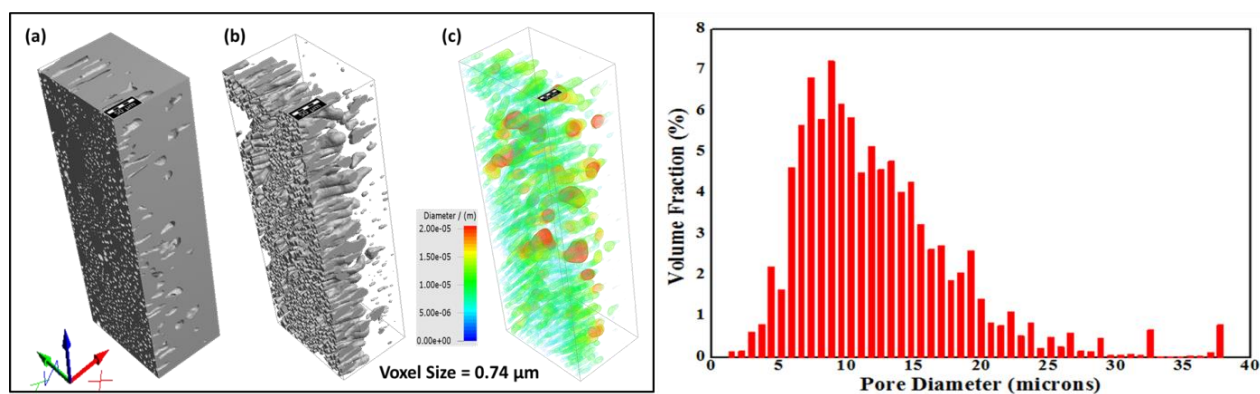 (a)
(b)
(c)
Diameter / (m)
2.00e-05
1.50e-05
1.00e-05
5.00e-06
0.00e+00
Voxel Size = 0.74 µm
Volume Fraction (%)
8
7
6
5
4
3
2
1
0
0 5 10 15 20 25 30 35 40
Pore Diameter (microns)